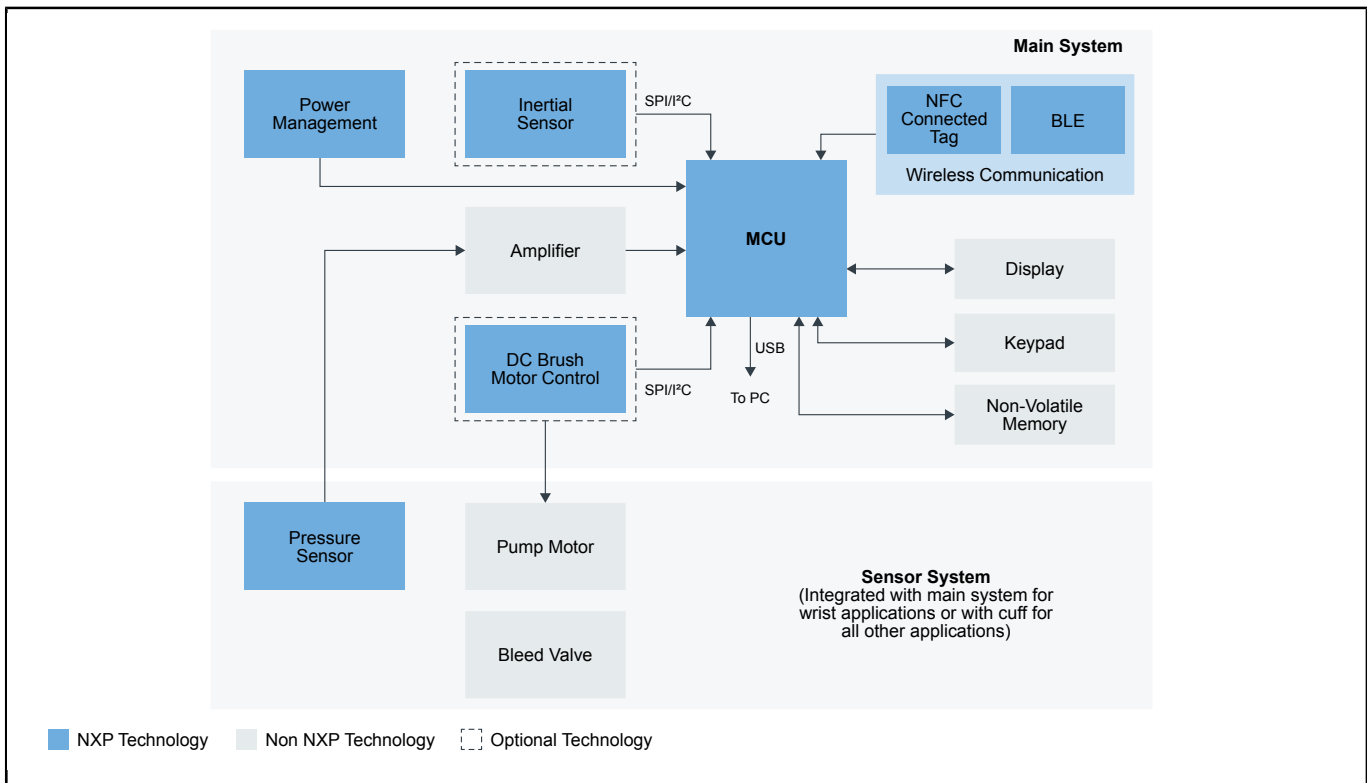 Main System
Power
Management
Inertial
Sensor
SPI/I²C
NFC
Connected
Tag
BLE
Wireless Communication
MCU
Amplifier
Display
DC Brush
Motor Control
SPI/I²C
USB
To PC
Keypad
Non-Volatile
Memory
Pressure
Sensor
Pump Motor
Sensor System
(Integrated with main system for
wrist applications or with cuff for
all other applications)
Bleed Valve
NXP Technology
Non NXP Technology
Optional Technology